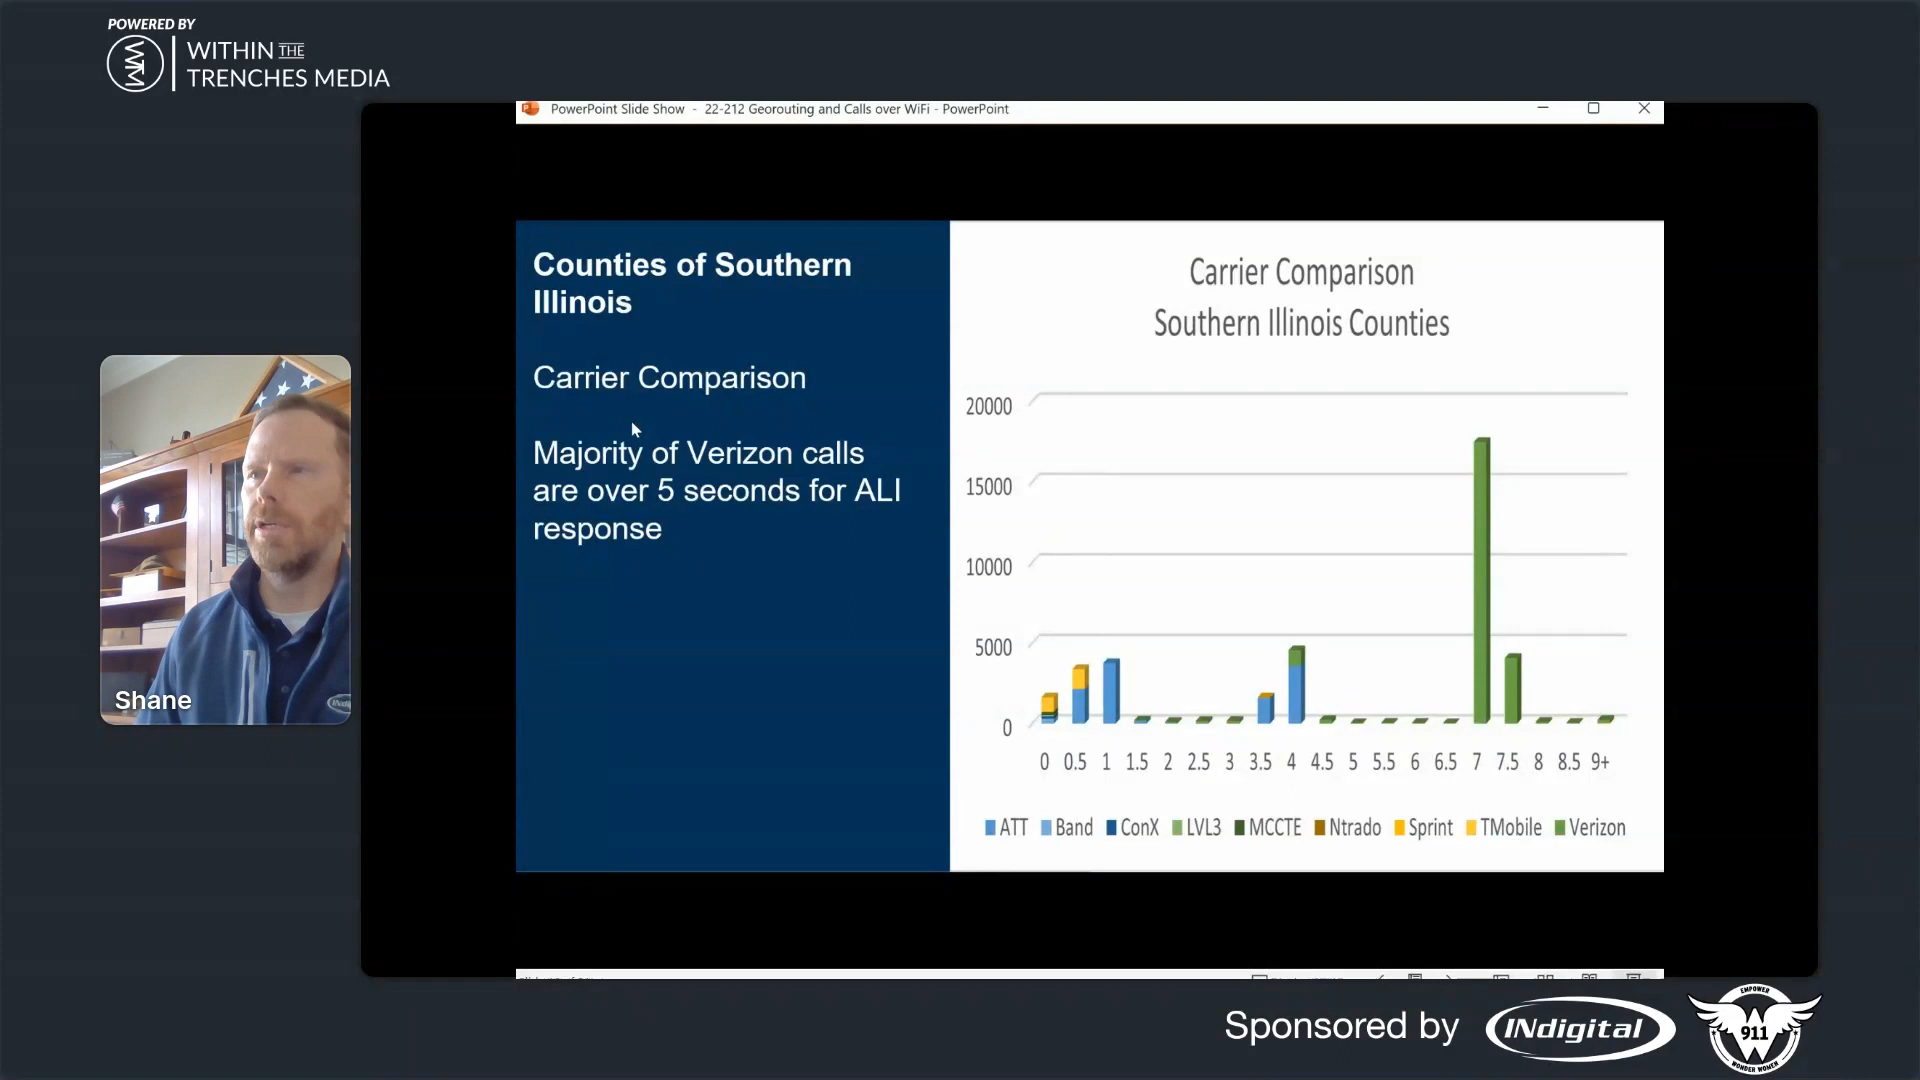 POWERED BY
WITHIN THE
TRENCHES MEDIA
PowerPoint Slide Show - 22-212 Georouting and Calls over WiFi - PowerPoint
Counties of Southern
Illinois
Carrier Comparison
Majority of Verizon calls
are over 5 seconds for ALI
response
Carrier Comparison
Southern Illinois Counties
20000
15000
10000
5000
0
0 0.5 1 1.5 2 2.5 3 3.5 4 4.5 5 5.5 6 6.5 7 7.5 8 8.5 9+
ATT Band ConX LVL3 MCCTE Ntrado Sprint TMobile Verizon
Shane
Sponsored by
INdigital
EMPOWER
W
911
WONDER WOMEN